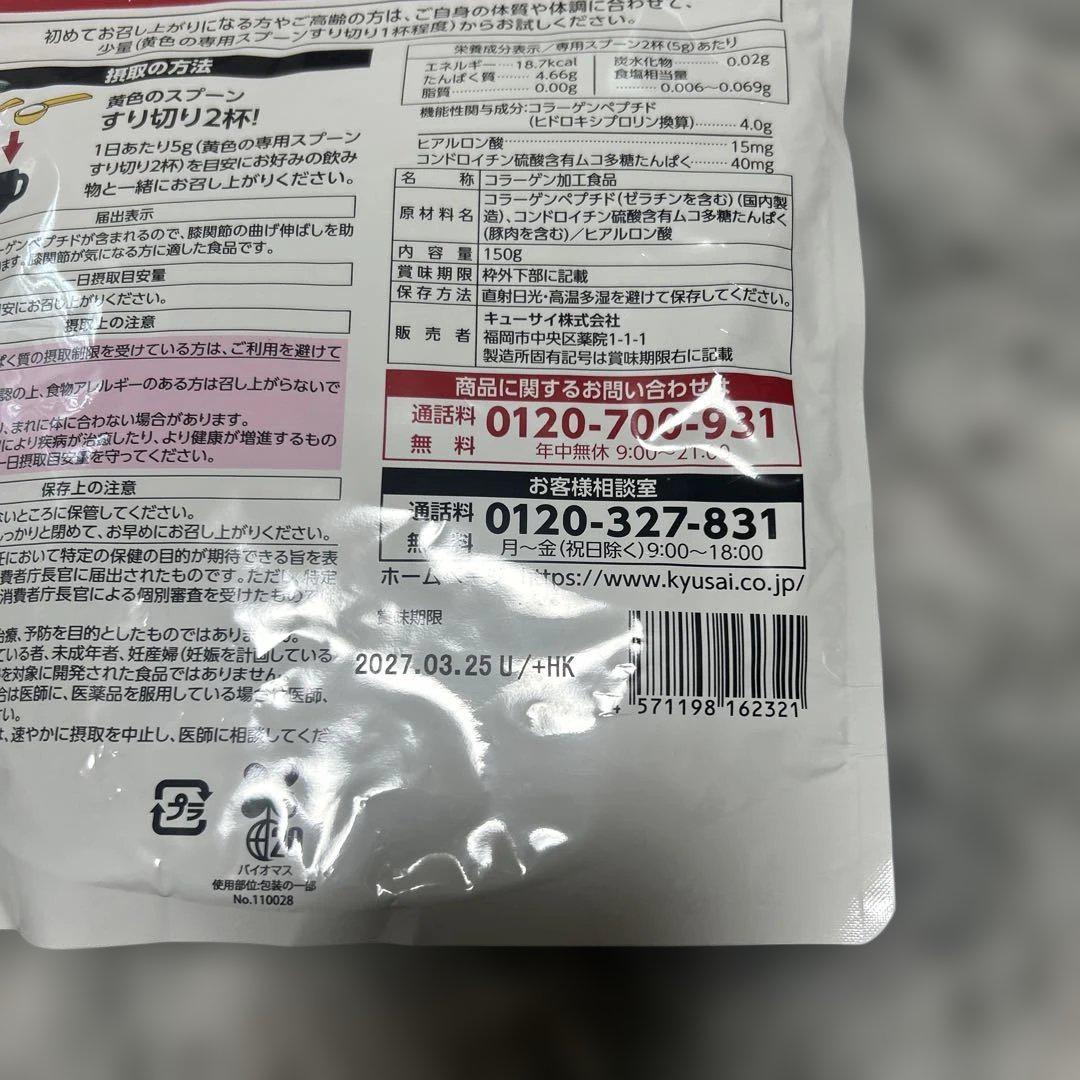 初めてお召し上がりになる方やご高齢の方は、ご自身の体質や体調に合わせて、
少量(黄色の専用スプーンすり切り1杯程度)からお試しください。
摂取の方法
黄色のスプーン
すり切り2杯!
1日あたり5g(黄色の専用スプーン
すり切り2杯)を目安にお好みの飲み
物と一緒にお召し上がりください。
届出表示
ーゲンペプチドが含まれるので、膝関節の曲げ伸ばしを助
ます。膝関節が気になる方に適した食品です。
一日摂取目安量
安にお召し上がりください。
摂取上の注意
ぱく質の摂取制限を受けている方は、ご利用を避けて
認の上、食物アレルギーのある方は召し上がらないで
り、まれに体に合わない場合があります。
により疾病が治癒したり、より健康が増進するもの
一日摂取目安量を守ってください。
保存上の注意
ないところに保管してください。
しっかりと閉めて、お早めにお召し上がりください。
任において特定の保健の目的が期待できる旨を表
費者庁長官に届出されたものです。ただし、特定
消費者庁長官による個別審査を受けたもので
治療、予防を目的としたものではありません。
ている者、未成年者、妊産婦(妊娠を計画している
を対象に開発された食品ではありません。
合は医師に、医薬品を服用している場合は医師、
さい。
は、速やかに摂取を中止し、医師に相談してくだ
栄養成分表示/専用スプーン2杯(5g)あたり
エネルギー…18.7kcal
たんぱく質……4.66g
脂質……0.00g
炭水化物……0.02g
食塩相当量
……0.006〜0.069g
機能性関与成分:コラーゲンペプチド
(ヒドロキシプロリン換算)……4.0g
ヒアルロン酸……15mg
コンドロイチン硫酸含有ムコ多糖たんぱく……40mg
名称 コラーゲン加工食品
原材料名 コラーゲンペプチド(ゼラチンを含む)(国内製
造)、コンドロイチン硫酸含有ムコ多糖たんぱく
(豚肉を含む)/ヒアルロン酸
内容量 150g
賞味期限 枠外下部に記載
保存方法 直射日光・高温多湿を避けて保存してください。
販売者 キューサイ株式会社
福岡市中央区薬院1-1-1
製造所固有記号は賞味期限右に記載
商品に関するお問い合わせは
通話料無料 0120-700-931
年中無休 9:00〜21:00
お客様相談室
通話料無料 0120-327-831
月〜金(祝日除く)9:00〜18:00
ホームページ https://www.kyusai.co.jp/
賞味期限
2027.03.25 U/+HK
4 571198 162321
プラ
20
バイオマス
使用部位:包装の一部
No.110028